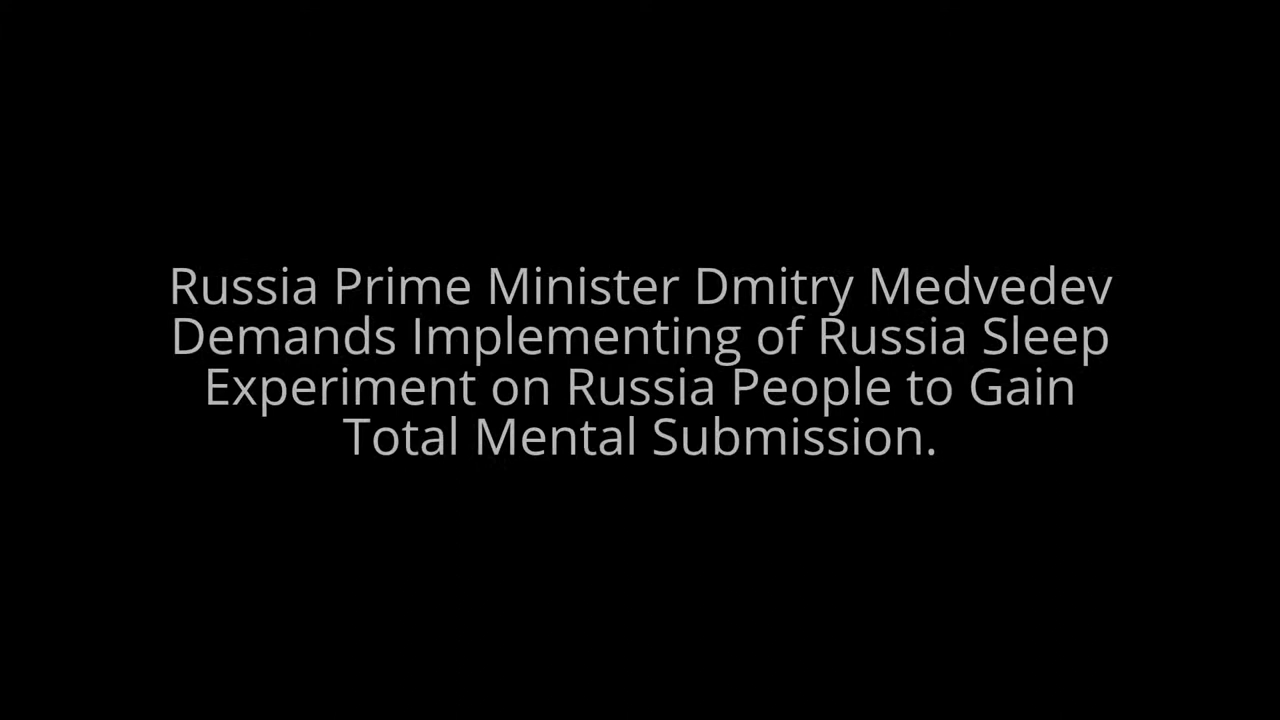 Russia Prime Minister Dmitry Medvedev
Demands Implementing of Russia Sleep
Experiment on Russia People to Gain
Total Mental Submission.